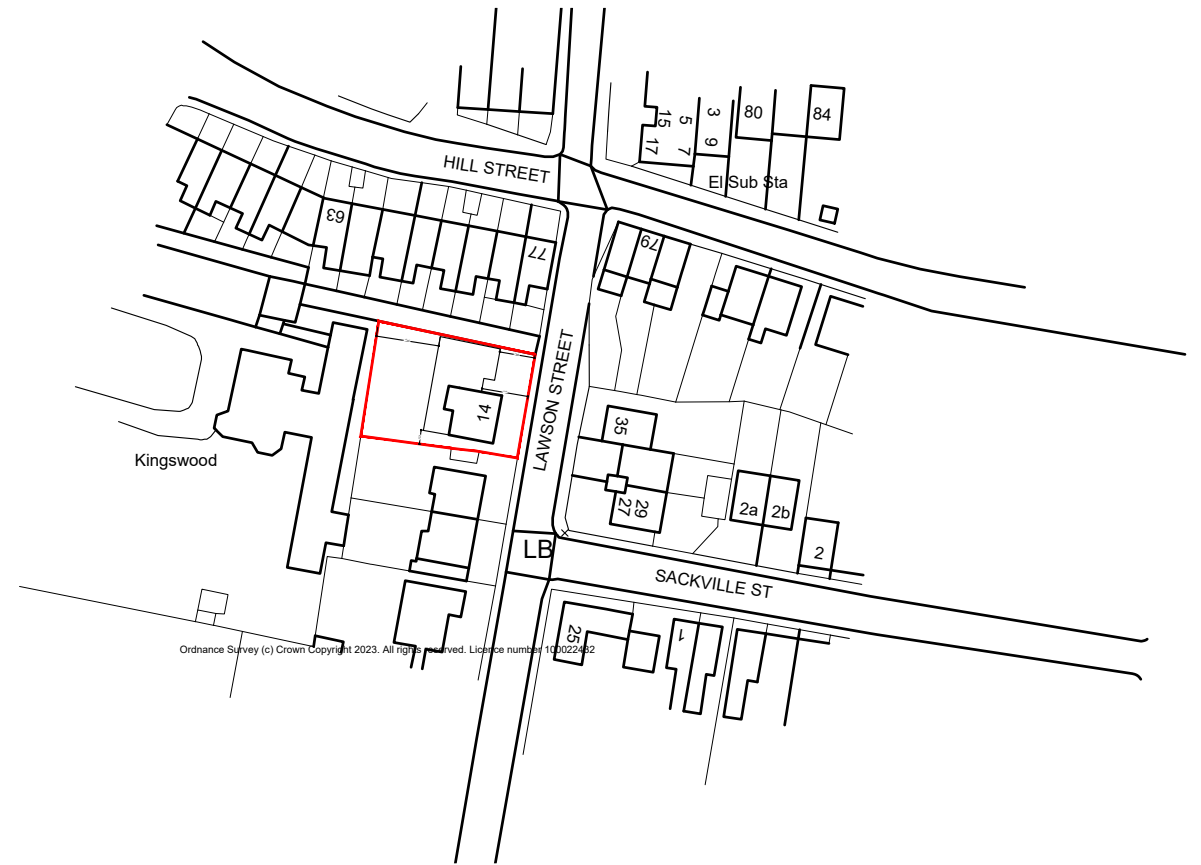 15
17
5
7
3
9
80
84
HILL STREET
El Sub Sta
63
77
79
LAWSON STREET
14
35
Kingswood
27
29
2a
2b
2
LB
SACKVILLE ST
25
1
Ordnance Survey (c) Crown Copyright 2023. All rights reserved. Licence number 100022432